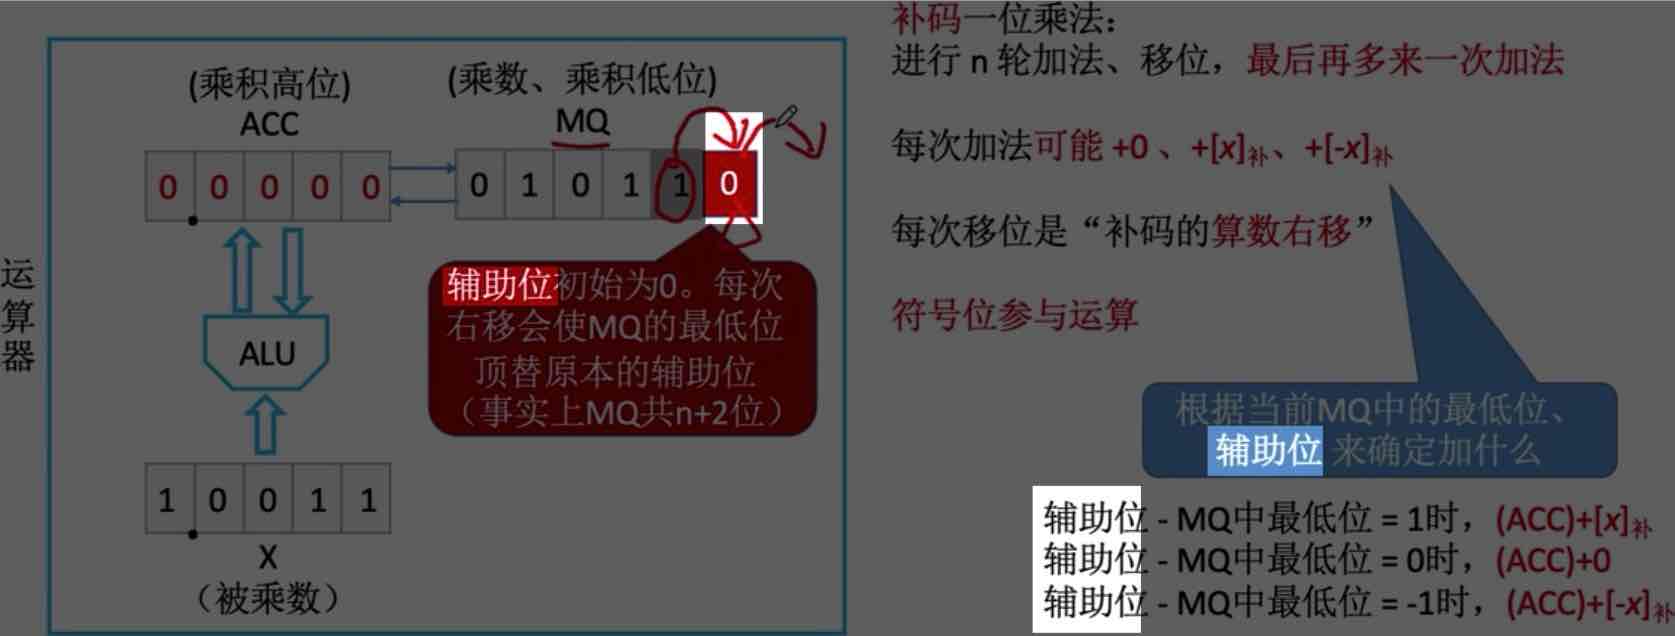 运算器
(乘积高位)
ACC
0 0 0 0 0
(乘数、乘积低位)
MQ
0 1 0 1 1 0
辅助位初始为0。每次
右移会使MQ的最低位
顶替原本的辅助位
（事实上MQ共n+2位）
ALU
1 0 0 1 1
X
（被乘数）
补码一位乘法：
进行 n 轮加法、移位，最后再多来一次加法
每次加法可能 +0 、+[x]补、+[-x]补
每次移位是“补码的算数右移”
符号位参与运算
根据当前MQ中的最低位、
辅助位 来确定加什么
辅助位 - MQ中最低位 = 1时，(ACC)+[x]补
辅助位 - MQ中最低位 = 0时，(ACC)+0
辅助位 - MQ中最低位 = -1时，(ACC)+[-x]补